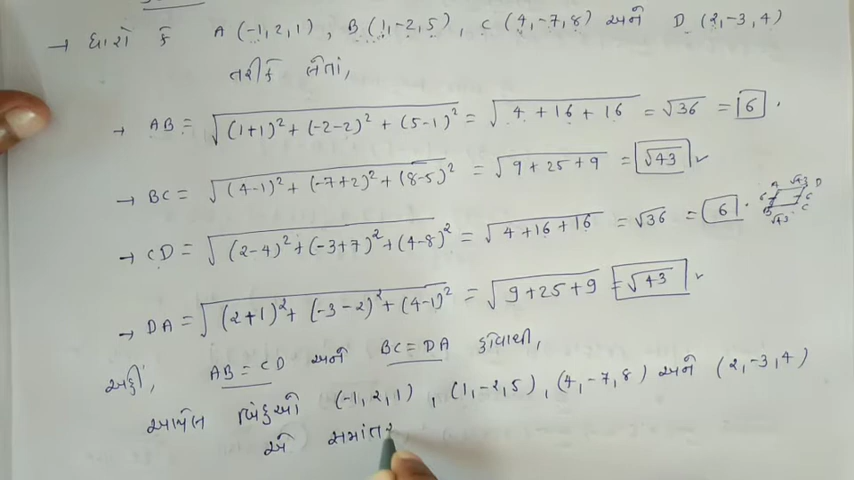 → ધારો કે A (-1, 2, 1) , B (1, -2, 5) , C (4, -7, 8) અને D (2, -3, 4)
તરીકે લેતાં,
→ AB = √((1+1)² + (-2-2)² + (5-1)²) = √(4 + 16 + 16) = √36 = 6 .
→ BC = √((4-1)² + (-7+2)² + (8-5)²) = √(9 + 25 + 9) = √43
→ CD = √((2-4)² + (-3+7)² + (4-8)²) = √(4 + 16 + 16) = √36 = 6 .
A √43 D
6 6
B √43 C
→ DA = √((2+1)² + (-3-2)² + (4-1)²) = √(9 + 25 + 9) = √43
અહીં, AB = CD અને BC = DA હોવાથી,
આપેલ બિંદુઓ (-1, 2, 1) , (1, -2, 5) , (4, -7, 8) અને (2, -3, 4)
એ સમાંતર